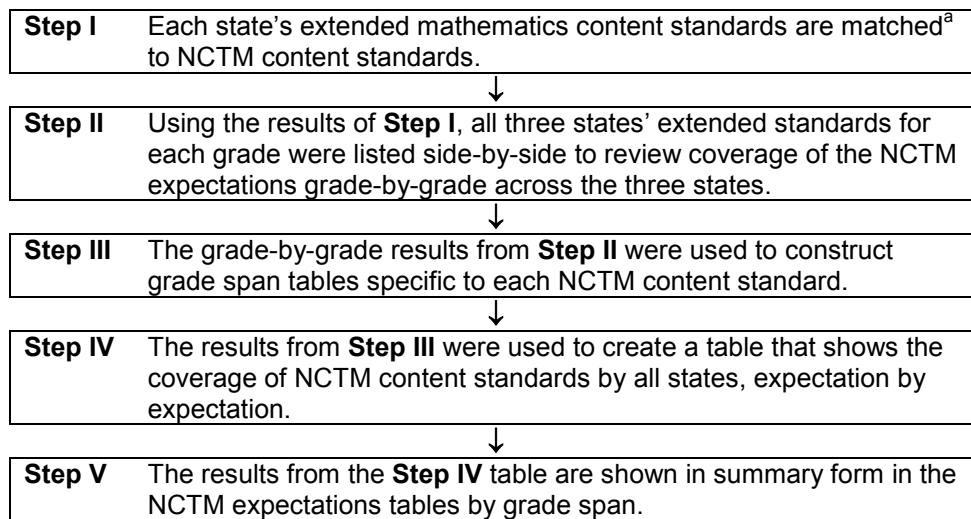 Step I Each state’s extended mathematics content standards are matchedᵃ
to NCTM content standards.
↓
Step II Using the results of Step I, all three states’ extended standards for
each grade were listed side-by-side to review coverage of the NCTM
expectations grade-by-grade across the three states.
↓
Step III The grade-by-grade results from Step II were used to construct
grade span tables specific to each NCTM content standard.
↓
Step IV The results from Step III were used to create a table that shows the
coverage of NCTM content standards by all states, expectation by
expectation.
↓
Step V The results from the Step IV table are shown in summary form in the
NCTM expectations tables by grade span.